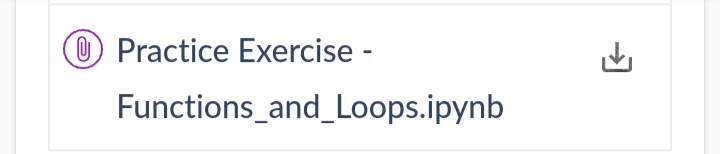 Practice Exercise -
Functions_and_Loops.ipynb